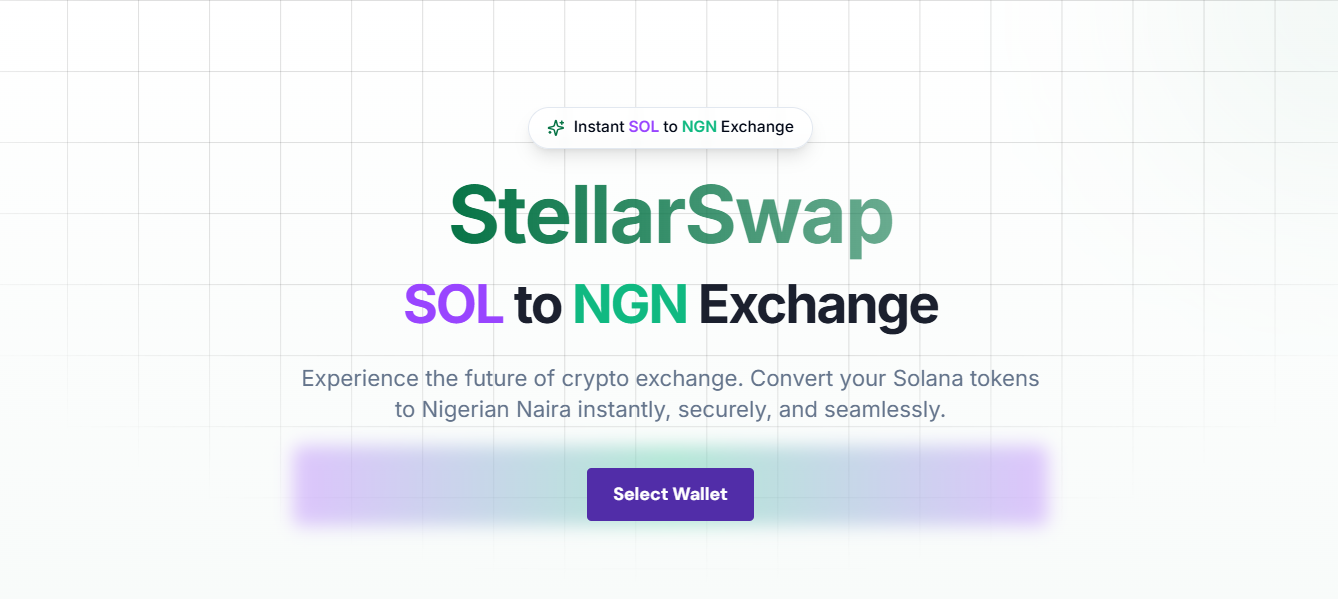 Instant SOL to NGN Exchange
StellarSwap
SOL to NGN Exchange
Experience the future of crypto exchange. Convert your Solana tokens
to Nigerian Naira instantly, securely, and seamlessly.
Select Wallet